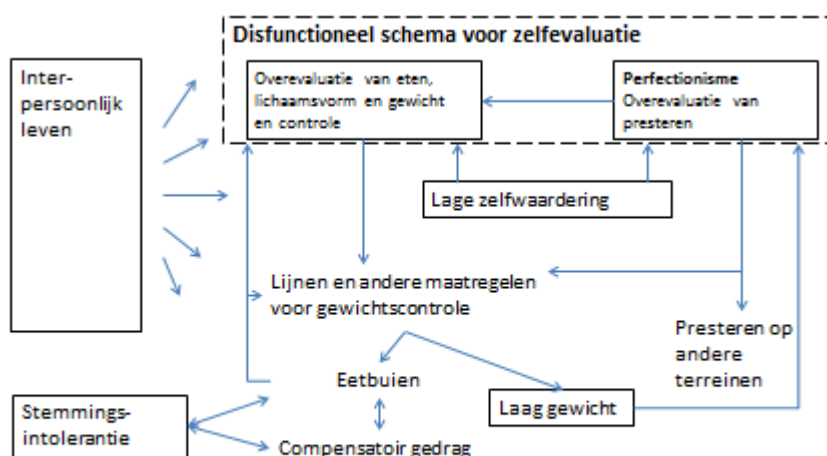 Disfunctioneel schema voor zelfevaluatie
Inter-
persoonlijk
leven
Overevaluatie van eten,
lichaamsvorm en gewicht
en controle
Perfectionisme
Overevaluatie van
presteren
Lage zelfwaardering
Lijnen en andere maatregelen
voor gewichtscontrole
Presteren op
andere
terreinen
Eetbuien
Laag gewicht
Stemmings-
intolerantie
Compensatoir gedrag